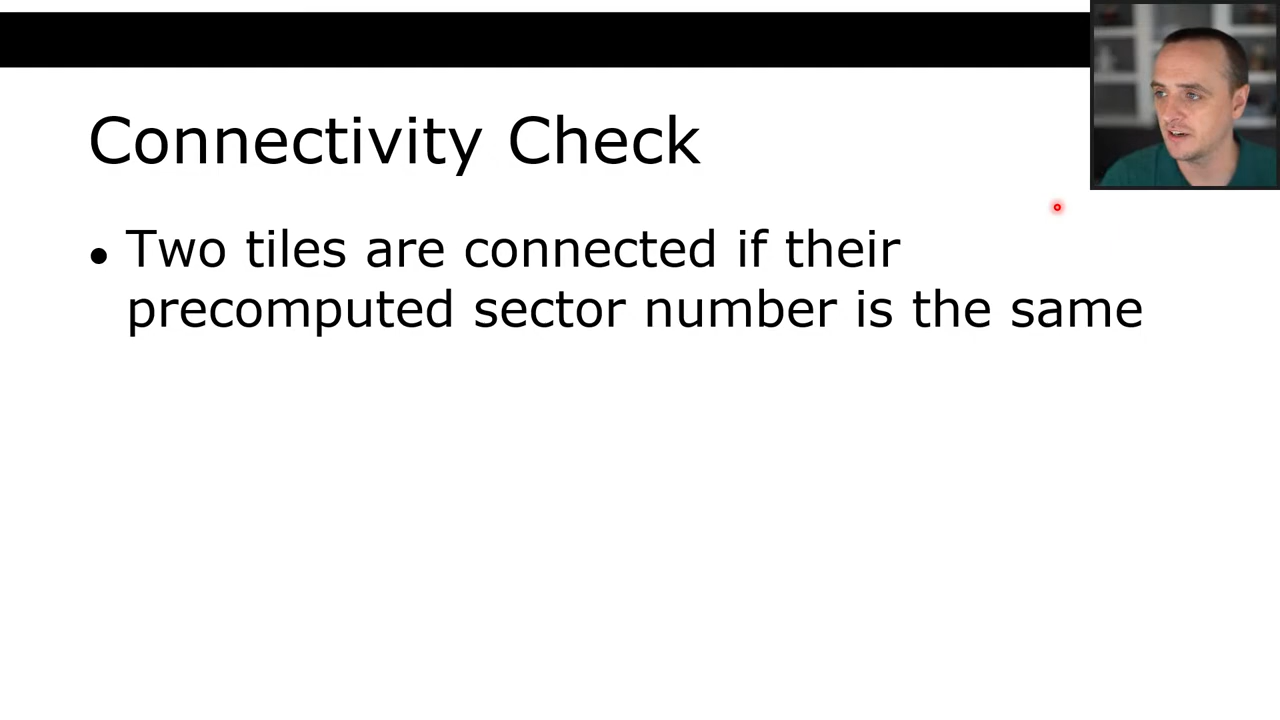 Connectivity Check
● Two tiles are connected if their
precomputed sector number is the same